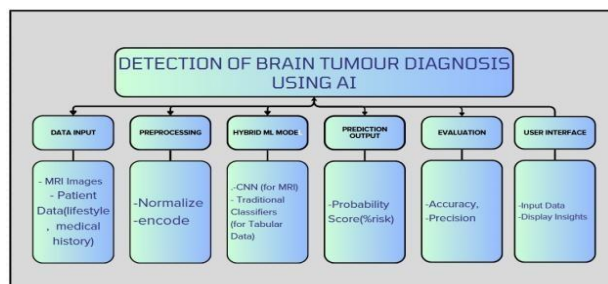 DETECTION OF BRAIN TUMOUR DIAGNOSIS
USING AI
DATA INPUT
PREPROCESSING
HYBRID ML MODEL
PREDICTION
OUTPUT
EVALUATION
USER INTERFACE
- MRI Images
- Patient
Data(lifestyle
, medical
history)
-Normalize
-encode
.-CNN (for MRI)
- Traditional
Classifiers
(for Tabular
Data)
-Probability
Score(%risk)
-Accuracy,
-Precision
-Input Data
-Display Insights